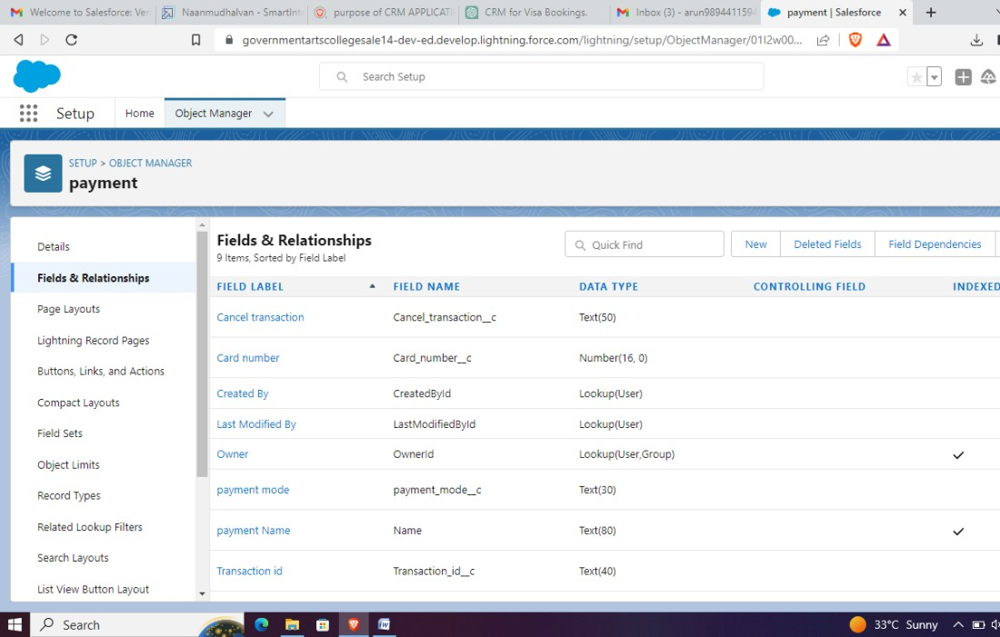 Welcome to Salesforce: Ver
Naanmudhalvan - SmartInt
purpose of CRM APPLICATI
CRM for Visa Bookings.
Inbox (3) - arun9894411594
payment | Salesforce
governmentartscollegesale14-dev-ed.develop.lightning.force.com/lightning/setup/ObjectManager/01I2w00...
Search Setup
Setup
Home
Object Manager
SETUP > OBJECT MANAGER
payment
Details
Fields & Relationships
Page Layouts
Lightning Record Pages
Buttons, Links, and Actions
Compact Layouts
Field Sets
Object Limits
Record Types
Related Lookup Filters
Search Layouts
List View Button Layout
Fields & Relationships
9 Items, Sorted by Field Label
Quick Find
New
Deleted Fields
Field Dependencies
FIELD LABEL FIELD NAME DATA TYPE CONTROLLING FIELD INDEXED
Cancel transaction Cancel_transaction__c Text(50)
Card number Card_number__c Number(16, 0)
Created By CreatedById Lookup(User)
Last Modified By LastModifiedById Lookup(User)
Owner OwnerId Lookup(User,Group)
payment mode payment_mode__c Text(30)
payment Name Name Text(80)
Transaction id Transaction_id__c Text(40)
Search
33°C Sunny